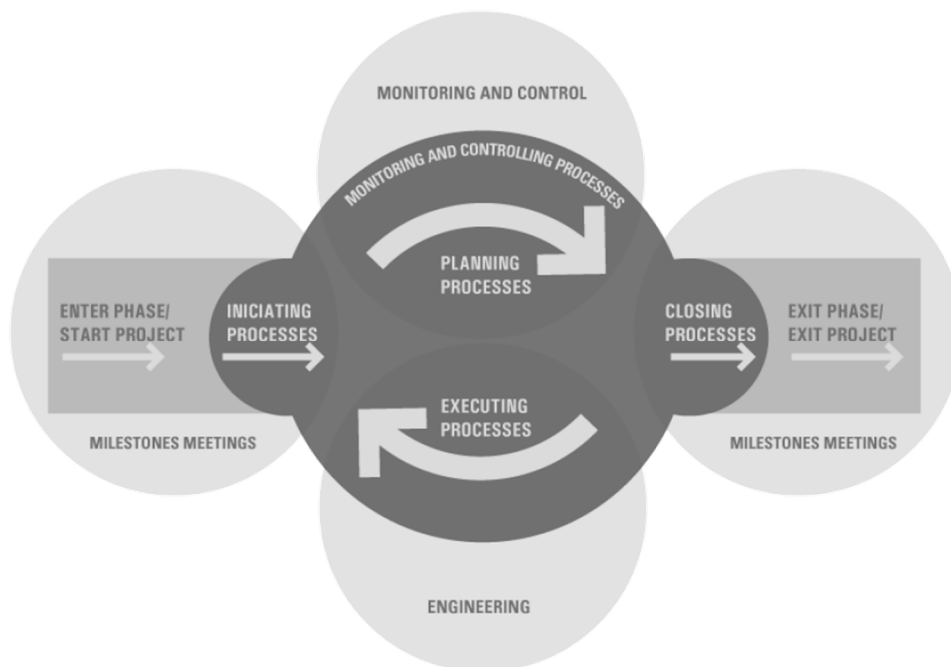 MONITORING AND CONTROL
MONITORING AND CONTROLLING PROCESSES
PLANNING
PROCESSES
ENTER PHASE/
START PROJECT
INICIATING
PROCESSES
CLOSING
PROCESSES
EXIT PHASE/
EXIT PROJECT
EXECUTING
PROCESSES
MILESTONES MEETINGS
MILESTONES MEETINGS
ENGINEERING